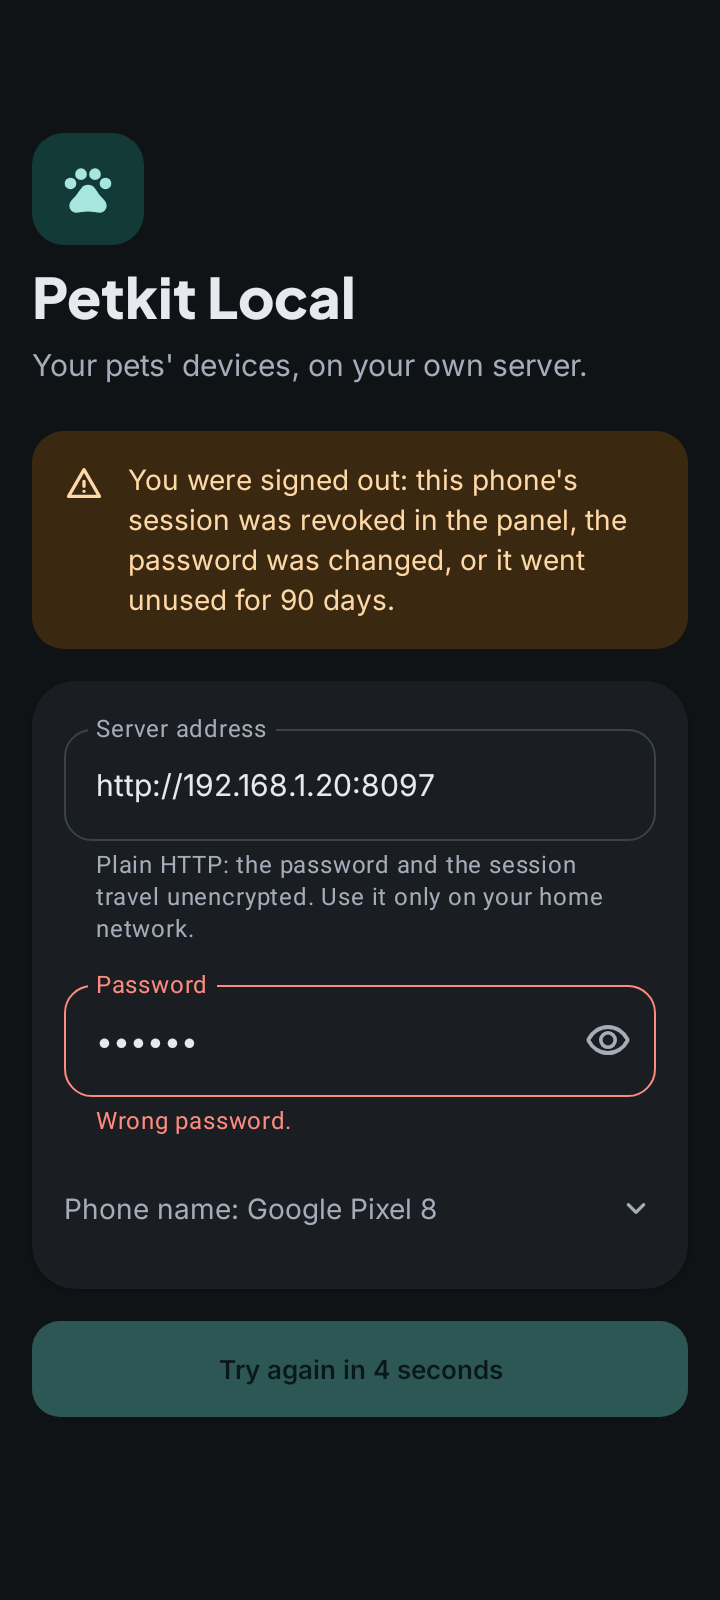 Petkit Local
Your pets' devices, on your own server.
You were signed out: this phone's
session was revoked in the panel, the
password was changed, or it went
unused for 90 days.
Server address
http://192.168.1.20:8097
Plain HTTP: the password and the session
travel unencrypted. Use it only on your home
network.
Password
••••••
Wrong password.
Phone name: Google Pixel 8
Try again in 4 seconds